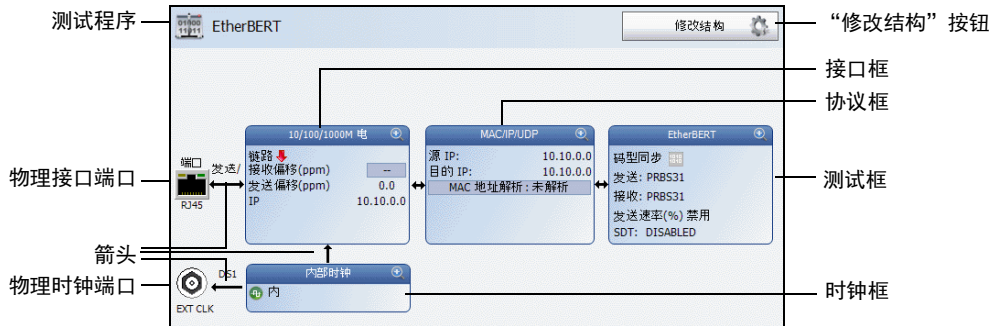 测试程序
01000
11011
EtherBERT
修改结构
“修改结构”按钮
接口框
协议框
10/100/1000M 电
MAC/IP/UDP
EtherBERT
端口
发送/
RJ45
物理接口端口
链路
接收偏移(ppm) --
发送偏移(ppm) 0.0
IP 10.10.0.0
源 IP: 10.10.0.0
目的 IP: 10.10.0.0
MAC 地址解析 : 未解析
码型同步 --
发送: PRBS31
接收: PRBS31
发送速率(%) 禁用
SDT: DISABLED
测试框
箭头
物理时钟端口
DS1
EXT CLK
内部时钟
内
时钟框